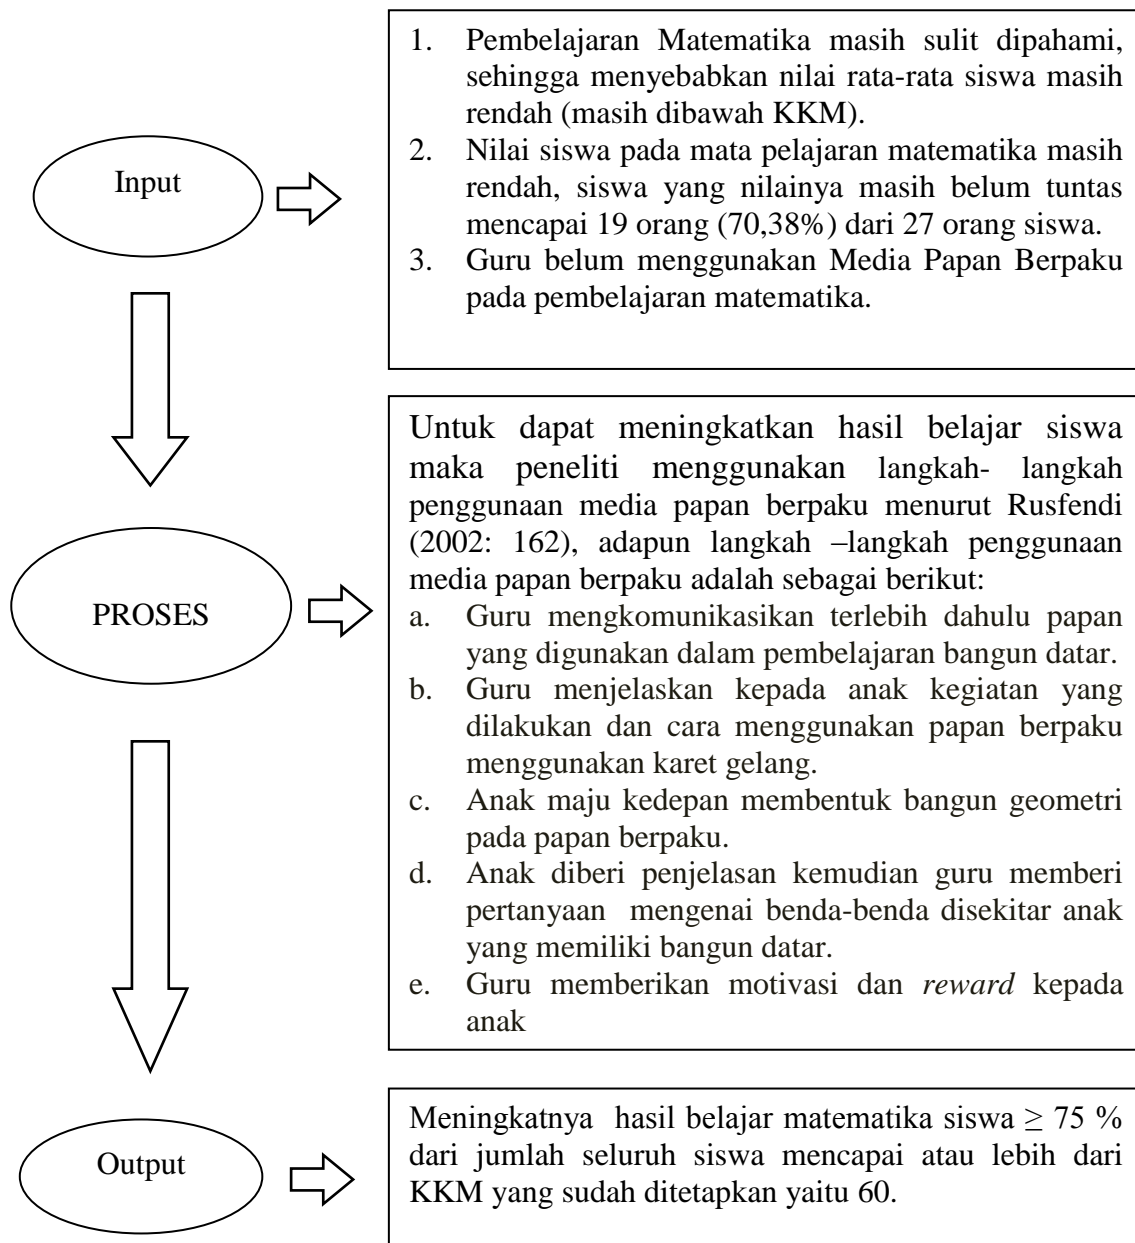 Input
1. Pembelajaran Matematika masih sulit dipahami,
sehingga menyebabkan nilai rata-rata siswa masih
rendah (masih dibawah KKM).
2. Nilai siswa pada mata pelajaran matematika masih
rendah, siswa yang nilainya masih belum tuntas
mencapai 19 orang (70,38%) dari 27 orang siswa.
3. Guru belum menggunakan Media Papan Berpaku
pada pembelajaran matematika.
PROSES
Untuk dapat meningkatkan hasil belajar siswa
maka peneliti menggunakan langkah- langkah
penggunaan media papan berpaku menurut Rusfendi
(2002: 162), adapun langkah –langkah penggunaan
media papan berpaku adalah sebagai berikut:
a. Guru mengkomunikasikan terlebih dahulu papan
yang digunakan dalam pembelajaran bangun datar.
b. Guru menjelaskan kepada anak kegiatan yang
dilakukan dan cara menggunakan papan berpaku
menggunakan karet gelang.
c. Anak maju kedepan membentuk bangun geometri
pada papan berpaku.
d. Anak diberi penjelasan kemudian guru memberi
pertanyaan mengenai benda-benda disekitar anak
yang memiliki bangun datar.
e. Guru memberikan motivasi dan reward kepada
anak
Output
Meningkatnya hasil belajar matematika siswa ≥ 75 %
dari jumlah seluruh siswa mencapai atau lebih dari
KKM yang sudah ditetapkan yaitu 60.